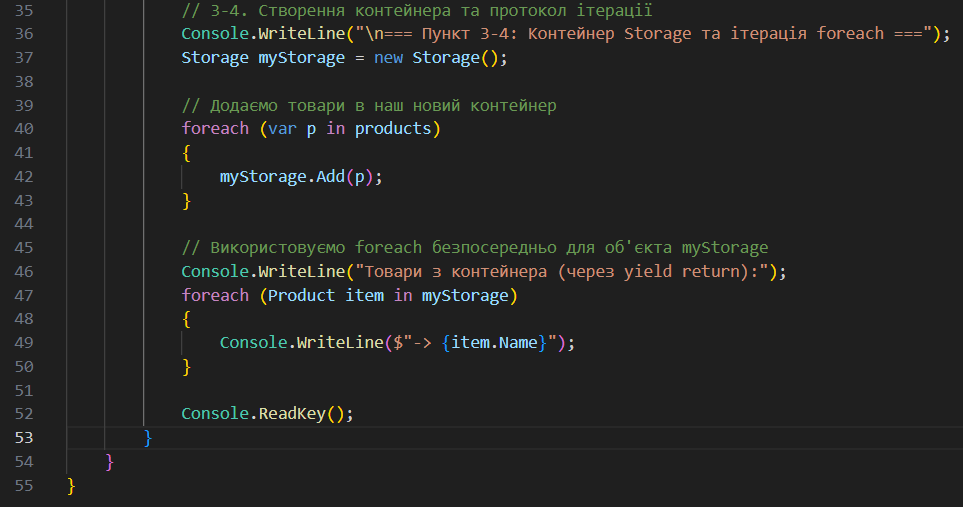 35 // 3-4. Створення контейнера та протокол ітерації
36 Console.WriteLine("\n=== Пункт 3-4: Контейнер Storage та ітерація foreach ===");
37 Storage myStorage = new Storage();
38
39 // Додаємо товари в наш новий контейнер
40 foreach (var p in products)
41 {
42 myStorage.Add(p);
43 }
44
45 // Використовуємо foreach безпосередньо для об'єкта myStorage
46 Console.WriteLine("Товари з контейнера (через yield return):");
47 foreach (Product item in myStorage)
48 {
49 Console.WriteLine($"-> {item.Name}");
50 }
51
52 Console.ReadKey();
53 }
54 }
55 }